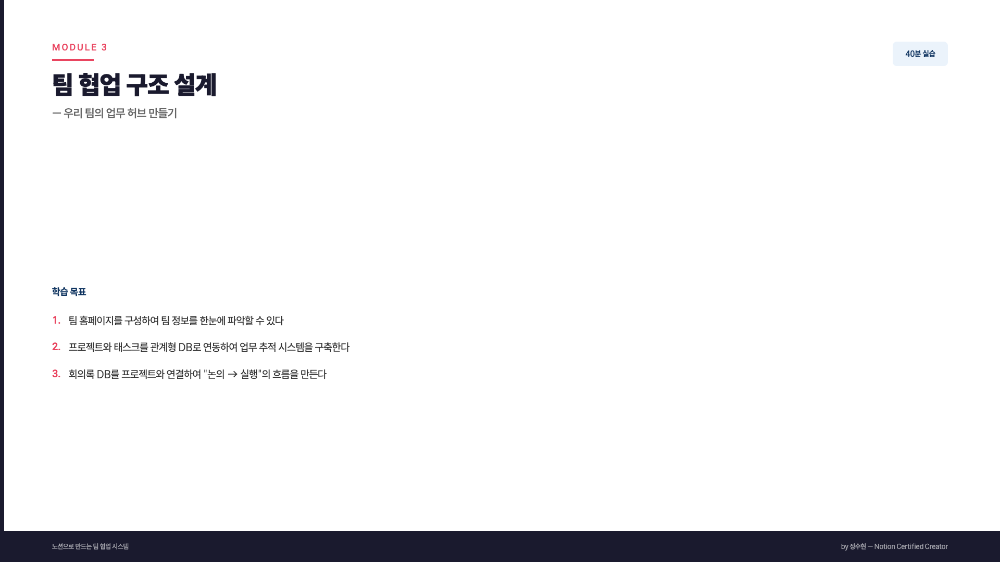 MODULE 3
팀 협업 구조 설계
— 우리 팀의 업무 허브 만들기
40분 실습
학습 목표
1. 팀 홈페이지를 구성하여 팀 정보를 한눈에 파악할 수 있다
2. 프로젝트와 태스크를 관계형 DB로 연동하여 업무 추적 시스템을 구축한다
3. 회의록 DB를 프로젝트와 연결하여 "논의 → 실행"의 흐름을 만든다
노션으로 만드는 팀 협업 시스템
by 정수현 — Notion Certified Creator